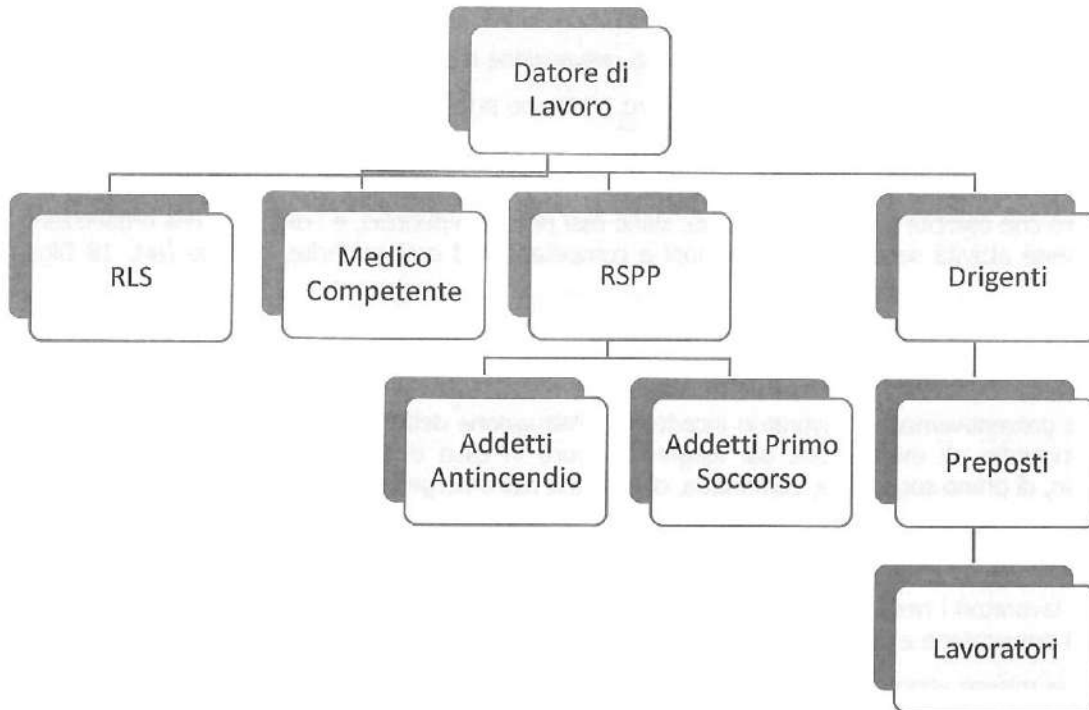 Datore di
Lavoro
RLS
Medico
Competente
RSPP
Drigenti
Addetti
Antincendio
Addetti Primo
Soccorso
Preposti
Lavoratori